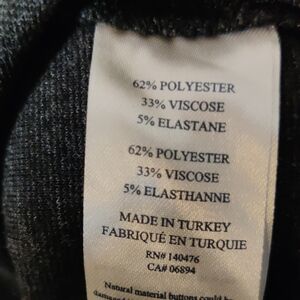 62% POLYESTER
33% VISCOSE
5% ELASTANE
62% POLYESTER
33% VISCOSE
5% ELASTHANNE
MADE IN TURKEY
FABRIQUÉ EN TURQUIE
RN# 140476
CA# 06894
Natural material buttons could be